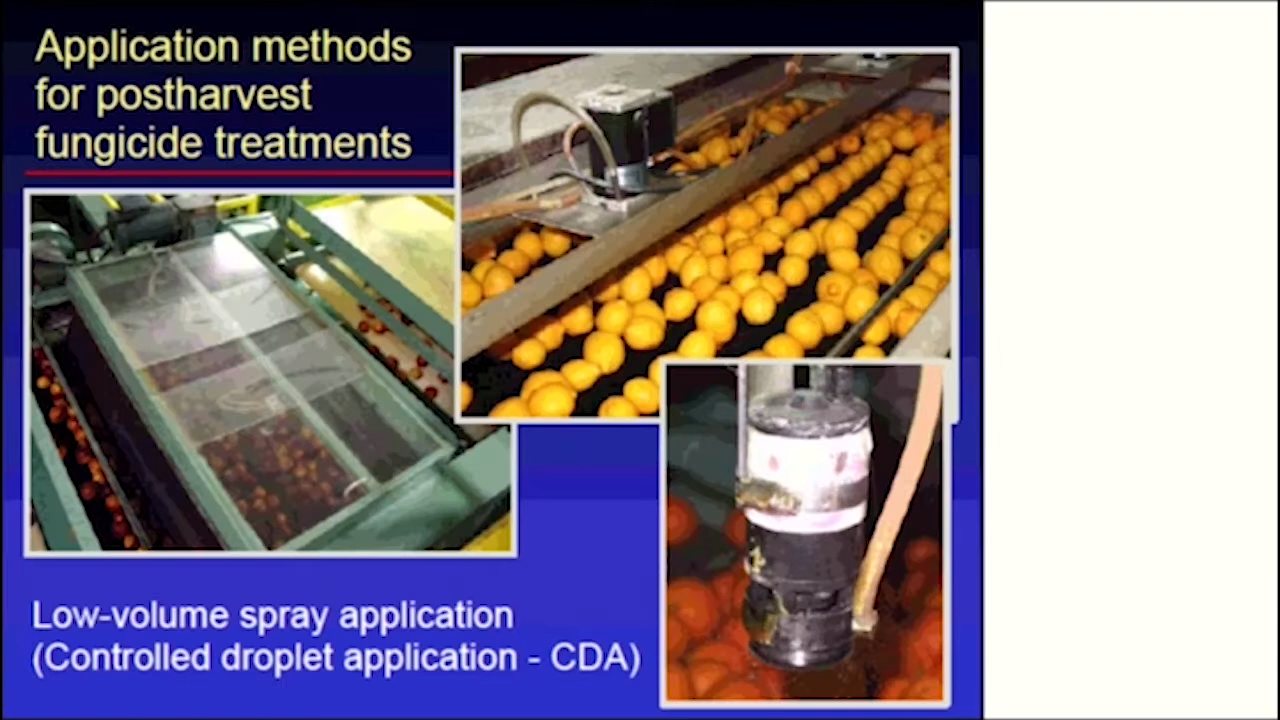 Application methods
for postharvest
fungicide treatments
Low-volume spray application
(Controlled droplet application - CDA)